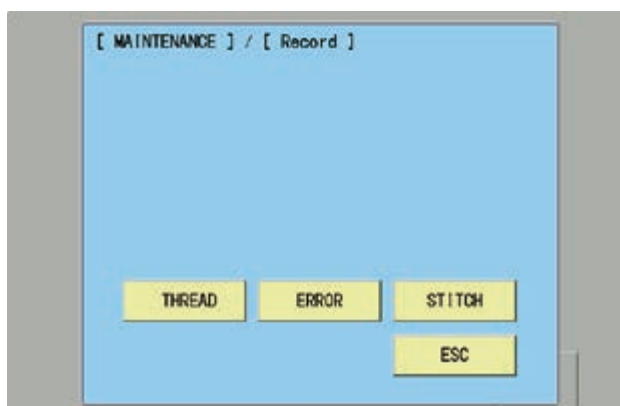 [ MAINTENANCE ] / [ Record ]
THREAD ERROR STITCH
ESC